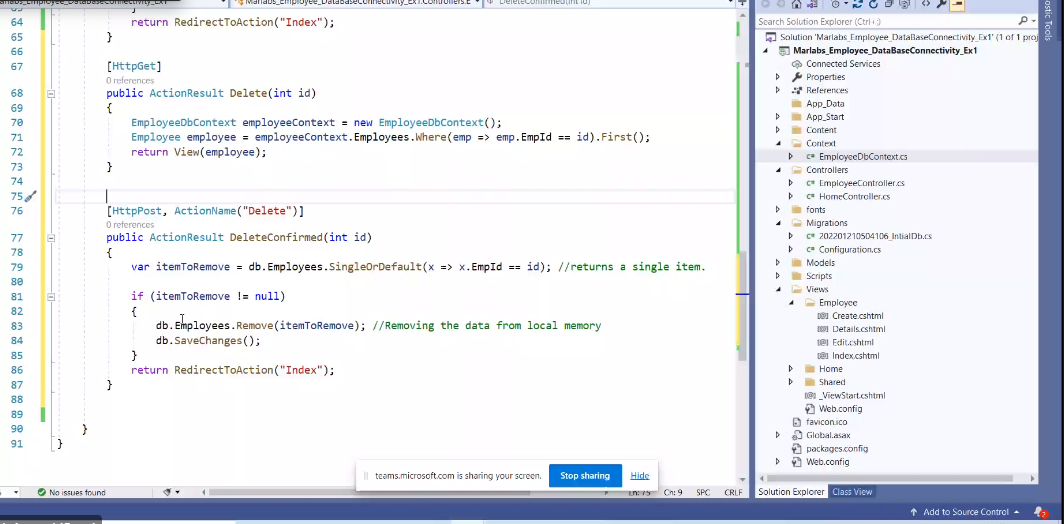 Marlabs_Employee_DataBaseConnectivity_Ex1
Marlabs_Employee_DataBaseConnectivity_Ex1.Controllers.E
DeleteConfirmed(int id)
64 return RedirectToAction("Index");
65 }
66
67 [HttpGet]
0 references
68 public ActionResult Delete(int id)
69 {
70 EmployeeDbContext employeeContext = new EmployeeDbContext();
71 Employee employee = employeeContext.Employees.Where(emp => emp.EmpId == id).First();
72 return View(employee);
73 }
74
75
76 [HttpPost, ActionName("Delete")]
0 references
77 public ActionResult DeleteConfirmed(int id)
78 {
79 var itemToRemove = db.Employees.SingleOrDefault(x => x.EmpId == id); //returns a single item.
80
81 if (itemToRemove != null)
82 {
83 db.Employees.Remove(itemToRemove); //Removing the data from local memory
84 db.SaveChanges();
85 }
86 return RedirectToAction("Index");
87 }
88
89
90 }
91 }
teams.microsoft.com is sharing your screen.
Stop sharing
Hide
No issues found
Ln: 75 Ch: 9 SPC CRLF
Search Solution Explorer (Ctrl+;)
Solution 'Marlabs_Employee_DataBaseConnectivity_Ex1' (1 of 1 proj
Marlabs_Employee_DataBaseConnectivity_Ex1
Connected Services
Properties
References
App_Data
App_Start
Content
Context
EmployeeDbContext.cs
Controllers
EmployeeController.cs
HomeController.cs
fonts
Migrations
202201210504106_IntialDb.cs
Configuration.cs
Models
Scripts
Views
Employee
Create.cshtml
Details.cshtml
Edit.cshtml
Index.cshtml
Home
Shared
_ViewStart.cshtml
Web.config
favicon.ico
Global.asax
packages.config
Web.config
Solution Explorer Class View
Add to Source Control
2
nostic Tools